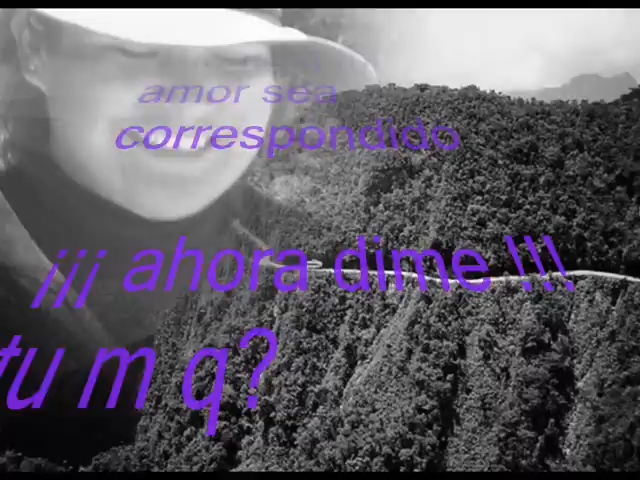 amor sea
correspondido
¡¡¡ ahora dime !!!
tu m q?